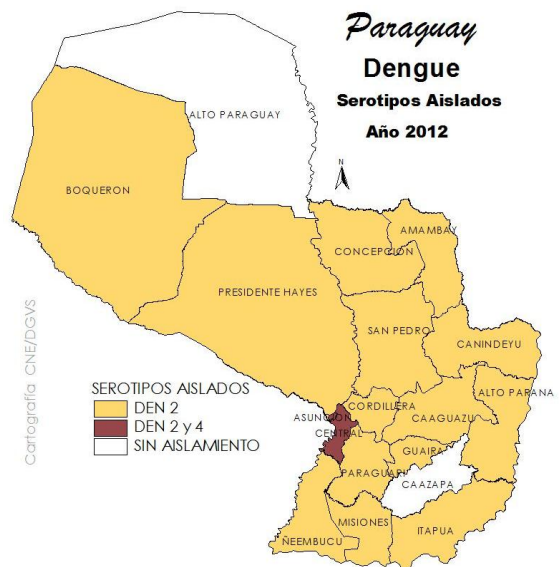 Paraguay
Dengue
Serotipos Aislados
Año 2012
N
ALTO PARAGUAY
BOQUERON
AMAMBAY
CONCEPCION
PRESIDENTE HAYES
SAN PEDRO
CANINDEYU
ALTO PARANA
CORDILLERA
ASUNCION
CAAGUAZU
CENTRAL
GUAIRA
PARAGUARI
CAAZAPA
MISIONES
ITAPUA
ÑEEMBUCU
SEROTIPOS AISLADOS
DEN 2
DEN 2 y 4
SIN AISLAMIENTO
Cartografía CNE/DGVS